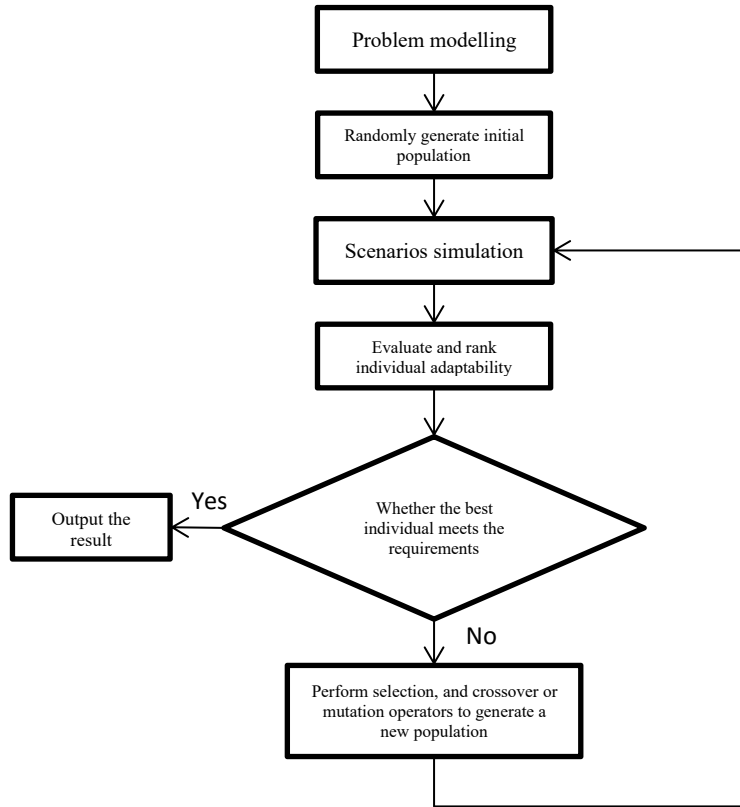 Problem modelling
Randomly generate initial
population
Scenarios simulation
Evaluate and rank
individual adaptability
Whether the best
individual meets the
requirements
Yes
Output the
result
No
Perform selection, and crossover or
mutation operators to generate a
new population